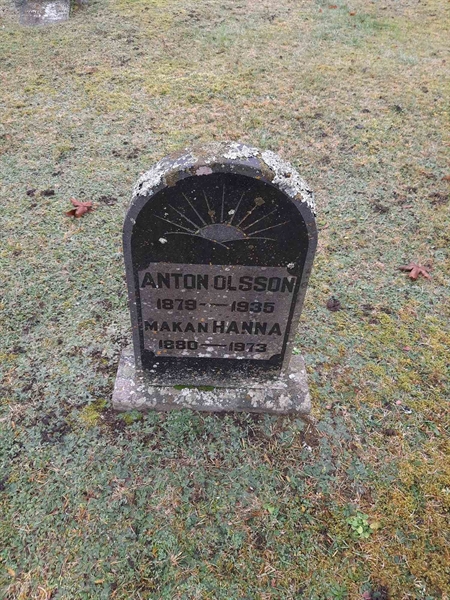 ANTON OLSSON
1879 — 1935
MAKAN HANNA
1880 — 1973